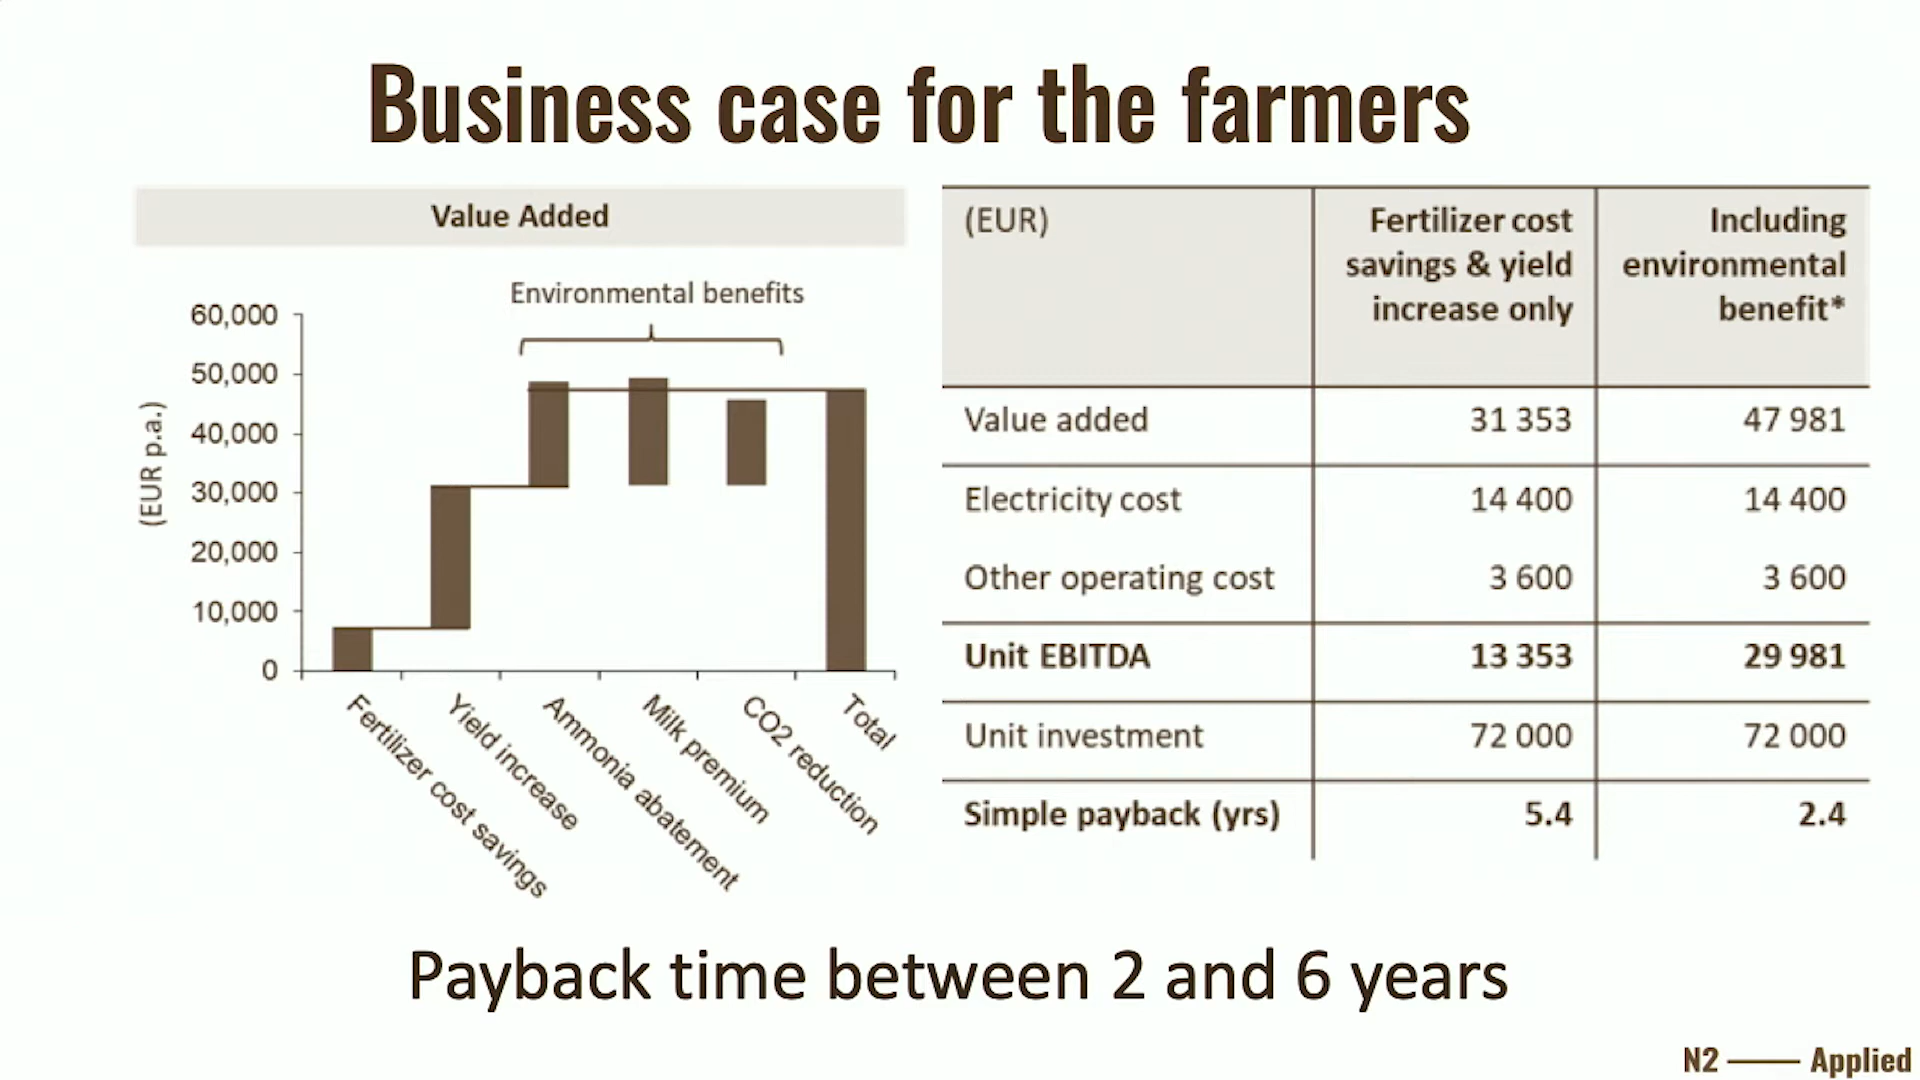 Business case for the farmers
Value Added
Environmental benefits
(EUR p.a.)
60,000
50,000
40,000
30,000
20,000
10,000
0
Fertilizer cost savings
Yield increase
Ammonia abatement
Milk premium
CO2 reduction
Total
(EUR)
Fertilizer cost
savings & yield
increase only
Including
environmental
benefit*
Value added 31 353 47 981
Electricity cost 14 400 14 400
Other operating cost 3 600 3 600
Unit EBITDA 13 353 29 981
Unit investment 72 000 72 000
Simple payback (yrs) 5.4 2.4
Payback time between 2 and 6 years
N2 Applied